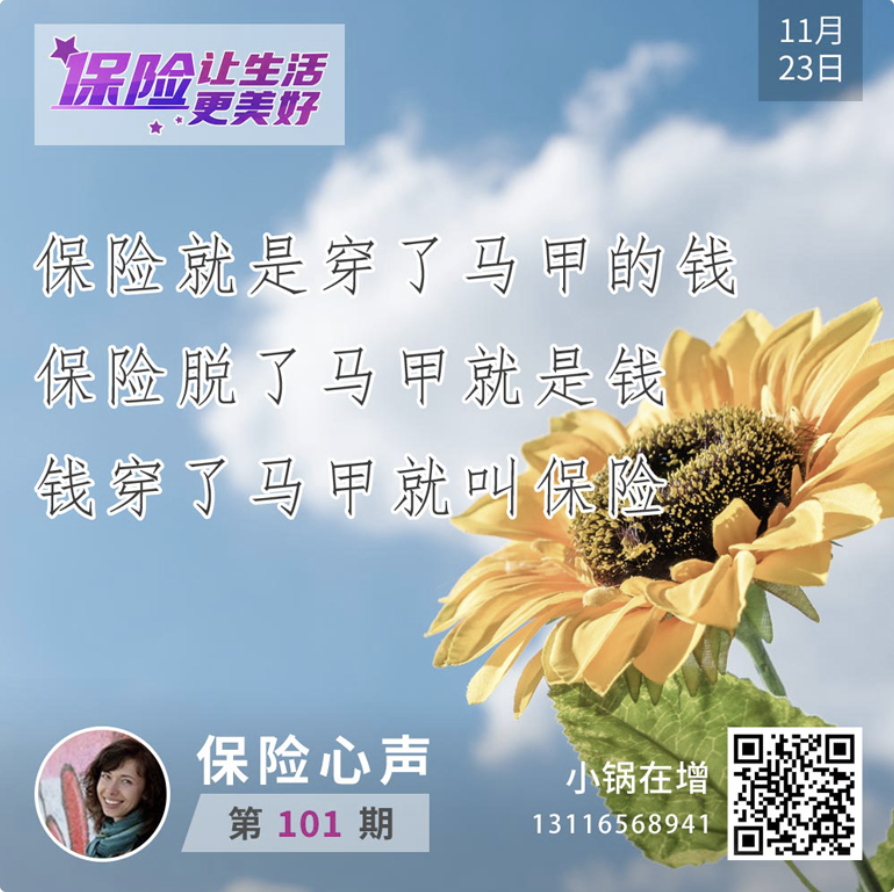 保险让生活
更美好
11月
23日
保险就是穿了马甲的钱
保险脱了马甲就是钱
钱穿了马甲就叫保险
保险心声
第 101 期
小锅在增
13116568941